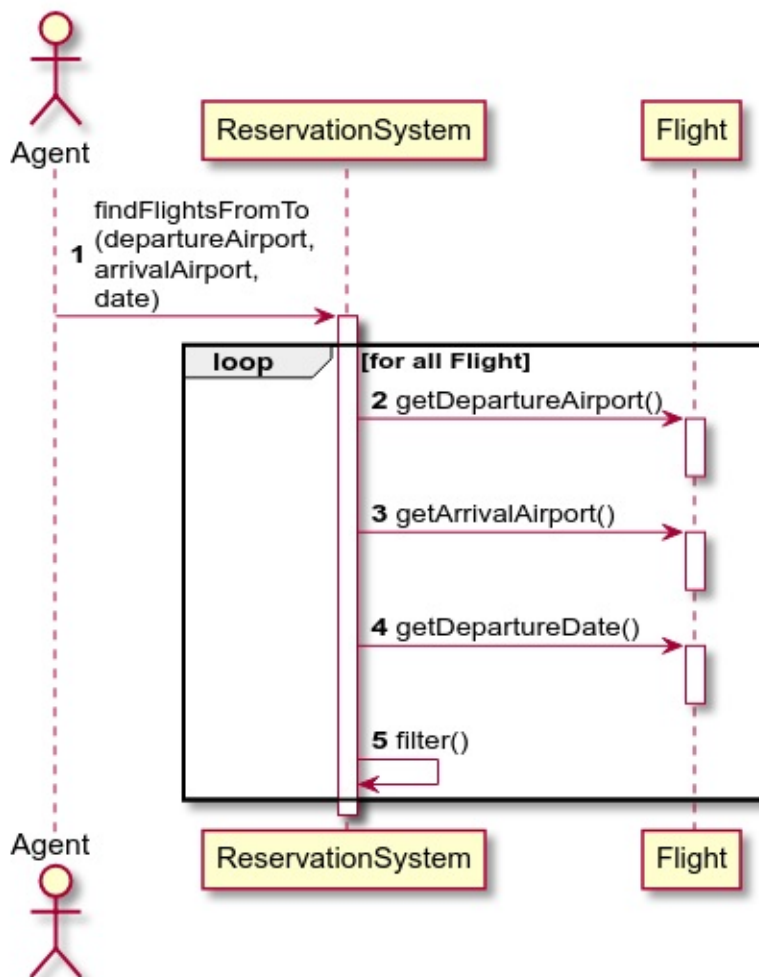 Agent
ReservationSystem
Flight
findFlightsFromTo
1 (departureAirport,
arrivalAirport,
date)
loop [for all Flight]
2 getDepartureAirport()
3 getArrivalAirport()
4 getDepartureDate()
5 filter()
Agent
ReservationSystem
Flight